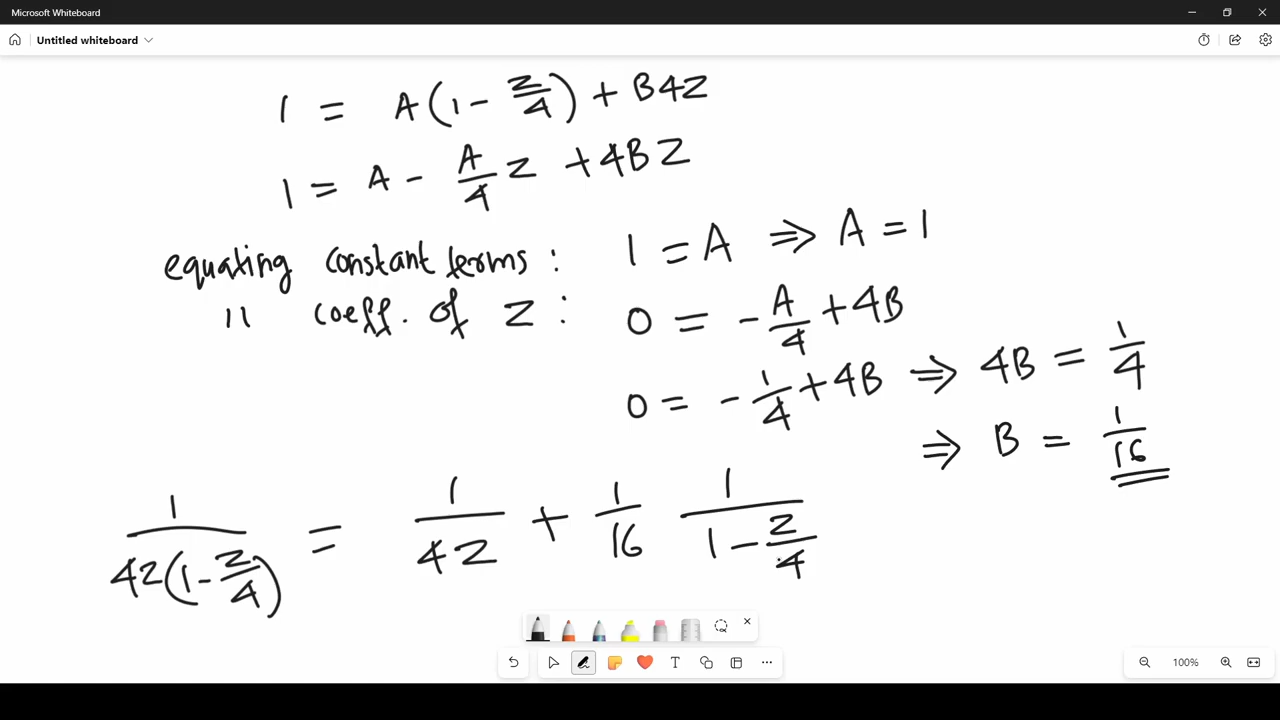 Microsoft Whiteboard
Untitled whiteboard
1 = A(1 - z/4) + B4z
1 = A - A/4 z + 4Bz
equating constant terms : 1 = A ⇒ A = 1
11 coeff. of z : 0 = - A/4 + 4B
0 = - 1/4 + 4B ⇒ 4B = 1/4
⇒ B = 1/16
1/(4z(1 - z/4)) = 1/(4z) + 1/16 1/(1 - z/4)
100%